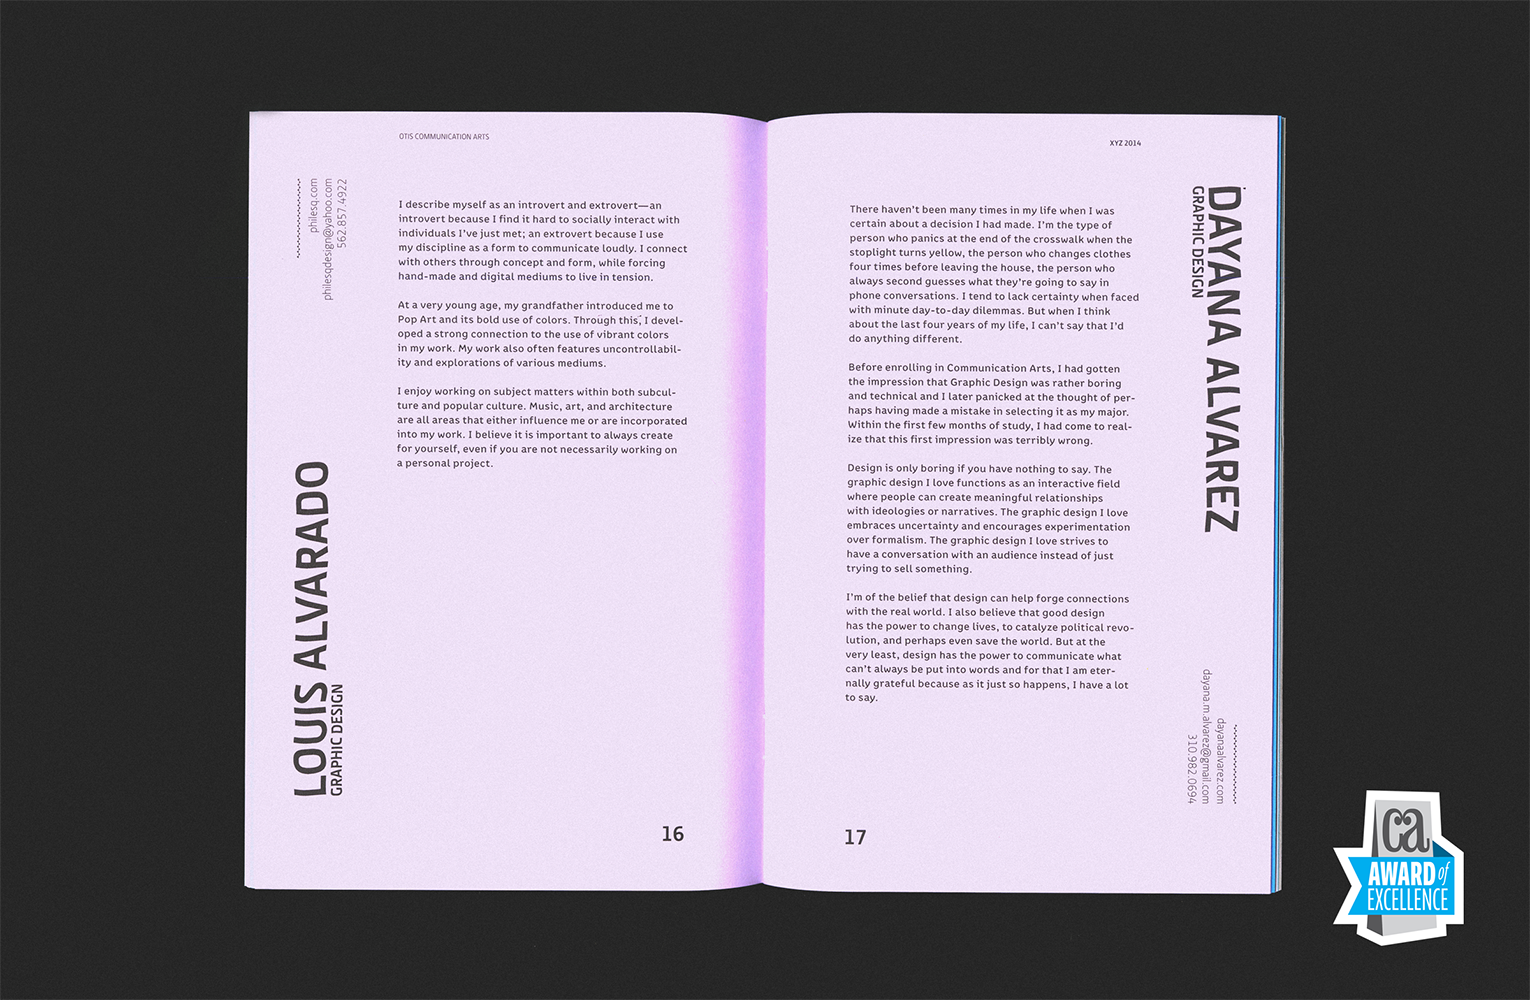 OTIS COMMUNICATION ARTS
philesq.com
philesqdesign@yahoo.com
562.857.4922
LOUIS ALVARADO
GRAPHIC DESIGN
I describe myself as an introvert and extrovert—an
introvert because I find it hard to socially interact with
individuals I've just met; an extrovert because I use
my discipline as a form to communicate loudly. I connect
with others through concept and form, while forcing
hand-made and digital mediums to live in tension.
At a very young age, my grandfather introduced me to
Pop Art and its bold use of colors. Through this, I devel-
oped a strong connection to the use of vibrant colors
in my work. My work also often features uncontrollabil-
ity and explorations of various mediums.
I enjoy working on subject matters within both subcul-
ture and popular culture. Music, art, and architecture
are all areas that either influence me or are incorporated
into my work. I believe it is important to always create
for yourself, even if you are not necessarily working on
a personal project.
16
XYZ 2014
There haven't been many times in my life when I was
certain about a decision I had made. I'm the type of
person who panics at the end of the crosswalk when the
stoplight turns yellow, the person who changes clothes
four times before leaving the house, the person who
always second guesses what they're going to say in
phone conversations. I tend to lack certainty when faced
with minute day-to-day dilemmas. But when I think
about the last four years of my life, I can't say that I'd
do anything different.
Before enrolling in Communication Arts, I had gotten
the impression that Graphic Design was rather boring
and technical and I later panicked at the thought of per-
haps having made a mistake in selecting it as my major.
Within the first few months of study, I had come to real-
ize that this first impression was terribly wrong.
Design is only boring if you have nothing to say. The
graphic design I love functions as an interactive field
where people can create meaningful relationships
with ideologies or narratives. The graphic design I love
embraces uncertainty and encourages experimentation
over formalism. The graphic design I love strives to
have a conversation with an audience instead of just
trying to sell something.
I'm of the belief that design can help forge connections
with the real world. I also believe that good design
has the power to change lives, to catalyze political revo-
lution, and perhaps even save the world. But at the
very least, design has the power to communicate what
can't always be put into words and for that I am eter-
nally grateful because as it just so happens, I have a lot
to say.
17
DAYANA ALVAREZ
GRAPHIC DESIGN
dayanaalvarez.com
dayana.m.alvarez@gmail.com
310.982.0694
ca
AWARD of
EXCELLENCE